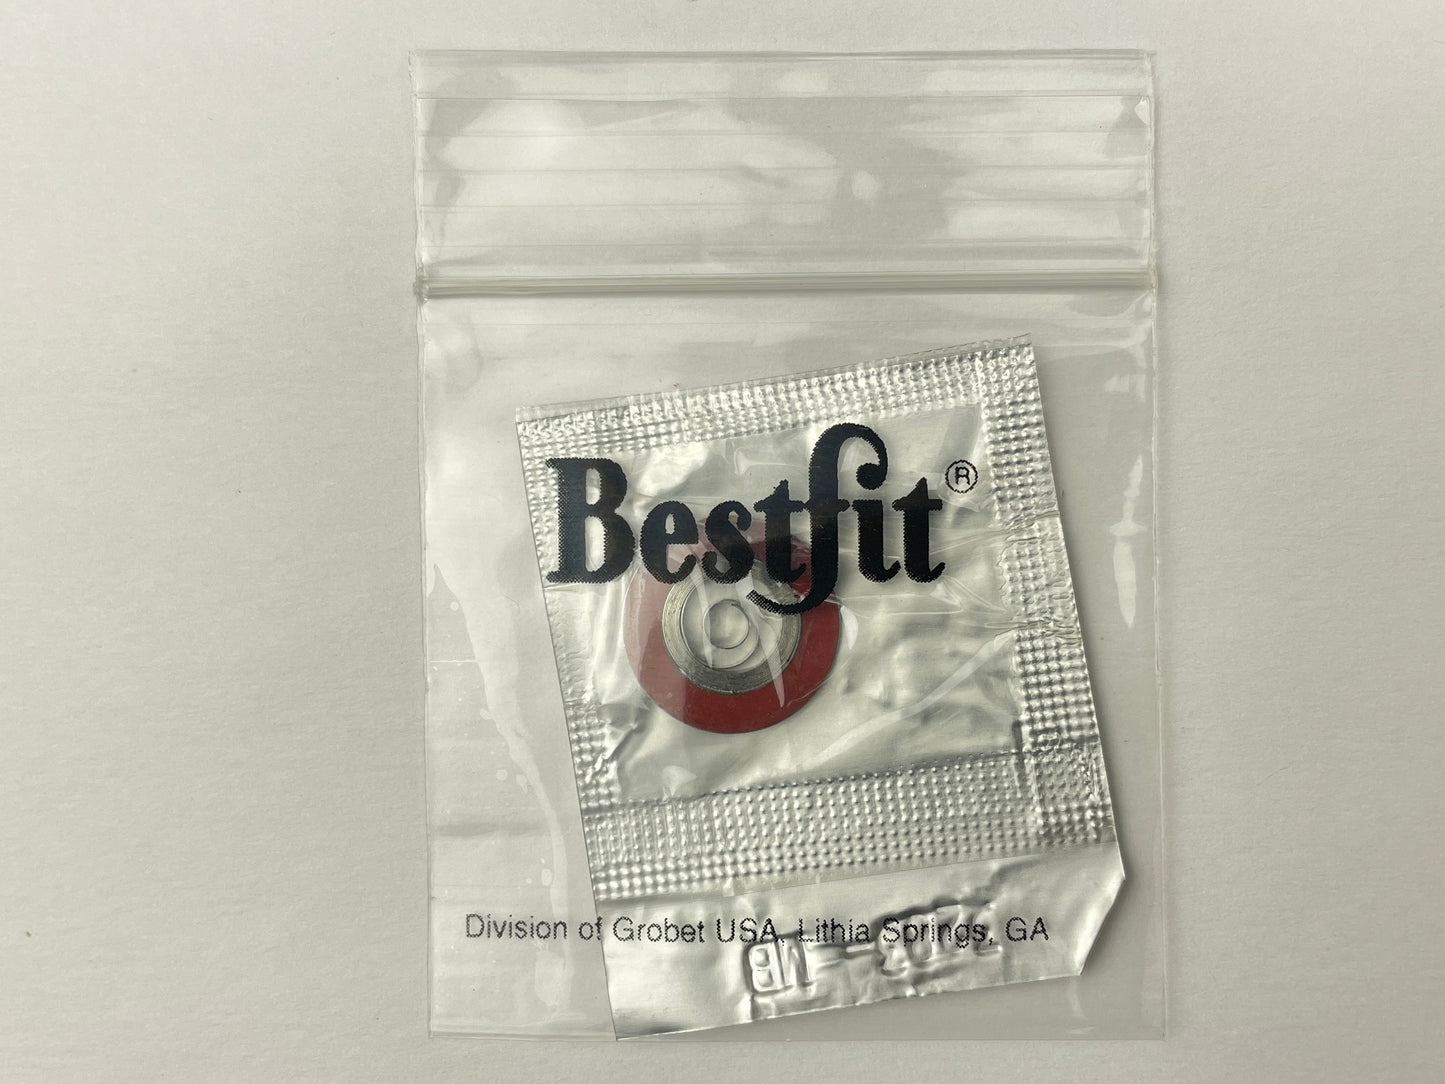 Bestfit®
Division of Grobet USA, Lithia Springs, GA